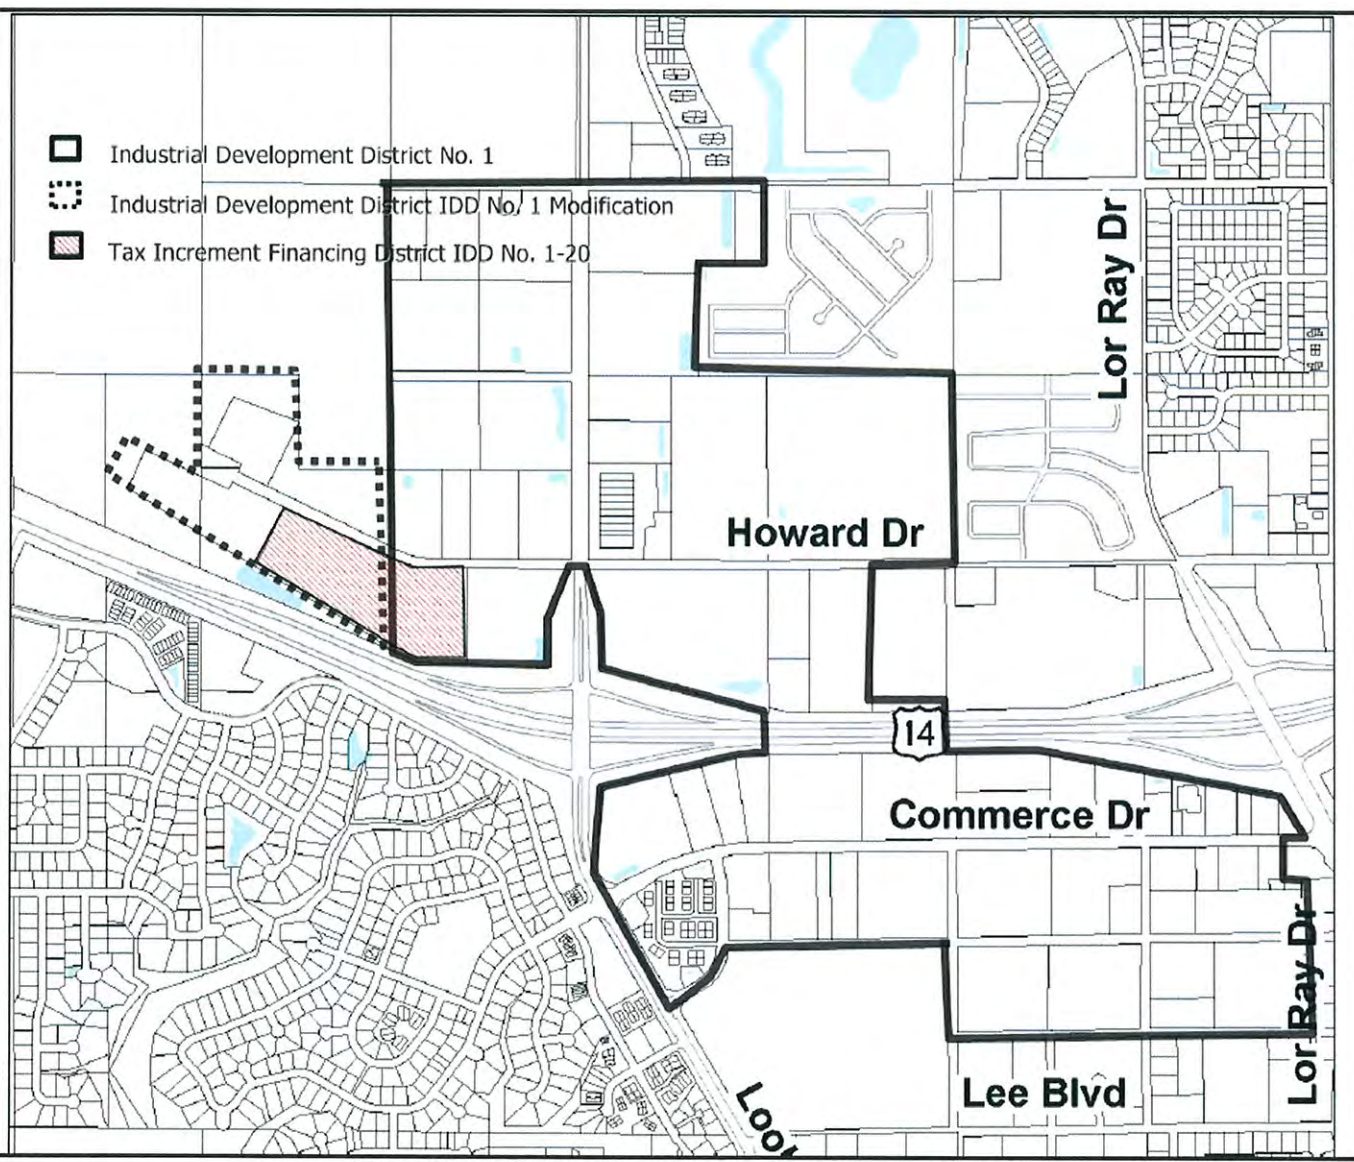 Industrial Development District No. 1
Industrial Development District IDD No. 1 Modification
Tax Increment Financing District IDD No. 1-20
Lor Ray Dr
Howard Dr
14
Commerce Dr
Lor Ray Dr
Lee Blvd